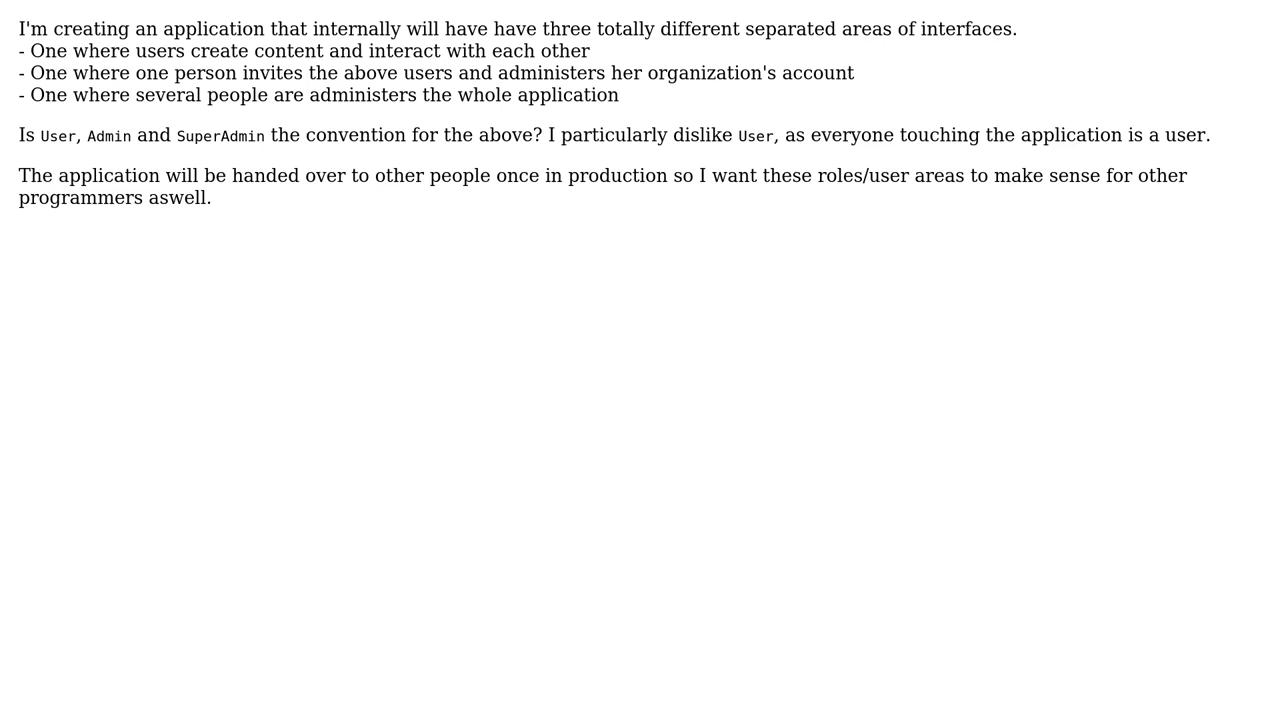 I'm creating an application that internally will have have three totally different separated areas of interfaces.
- One where users create content and interact with each other
- One where one person invites the above users and administers her organization's account
- One where several people are administers the whole application
Is User, Admin and SuperAdmin the convention for the above? I particularly dislike User, as everyone touching the application is a user.
The application will be handed over to other people once in production so I want these roles/user areas to make sense for other
programmers aswell.